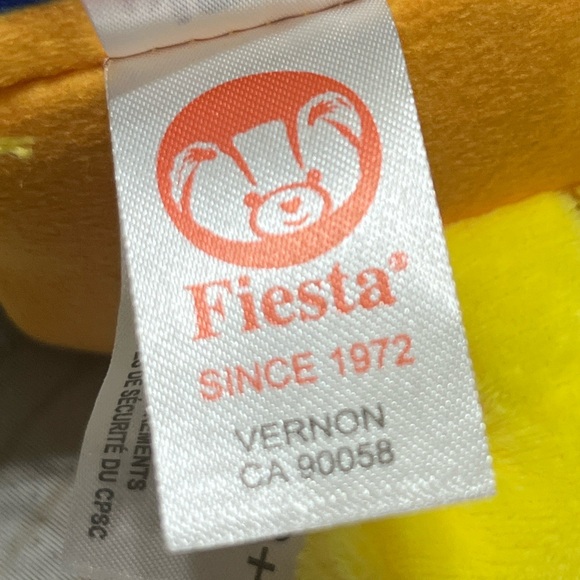 Fiesta®
SINCE 1972
VERNON
CA 90058
DE SÉCURITÉ DU CPSC
+